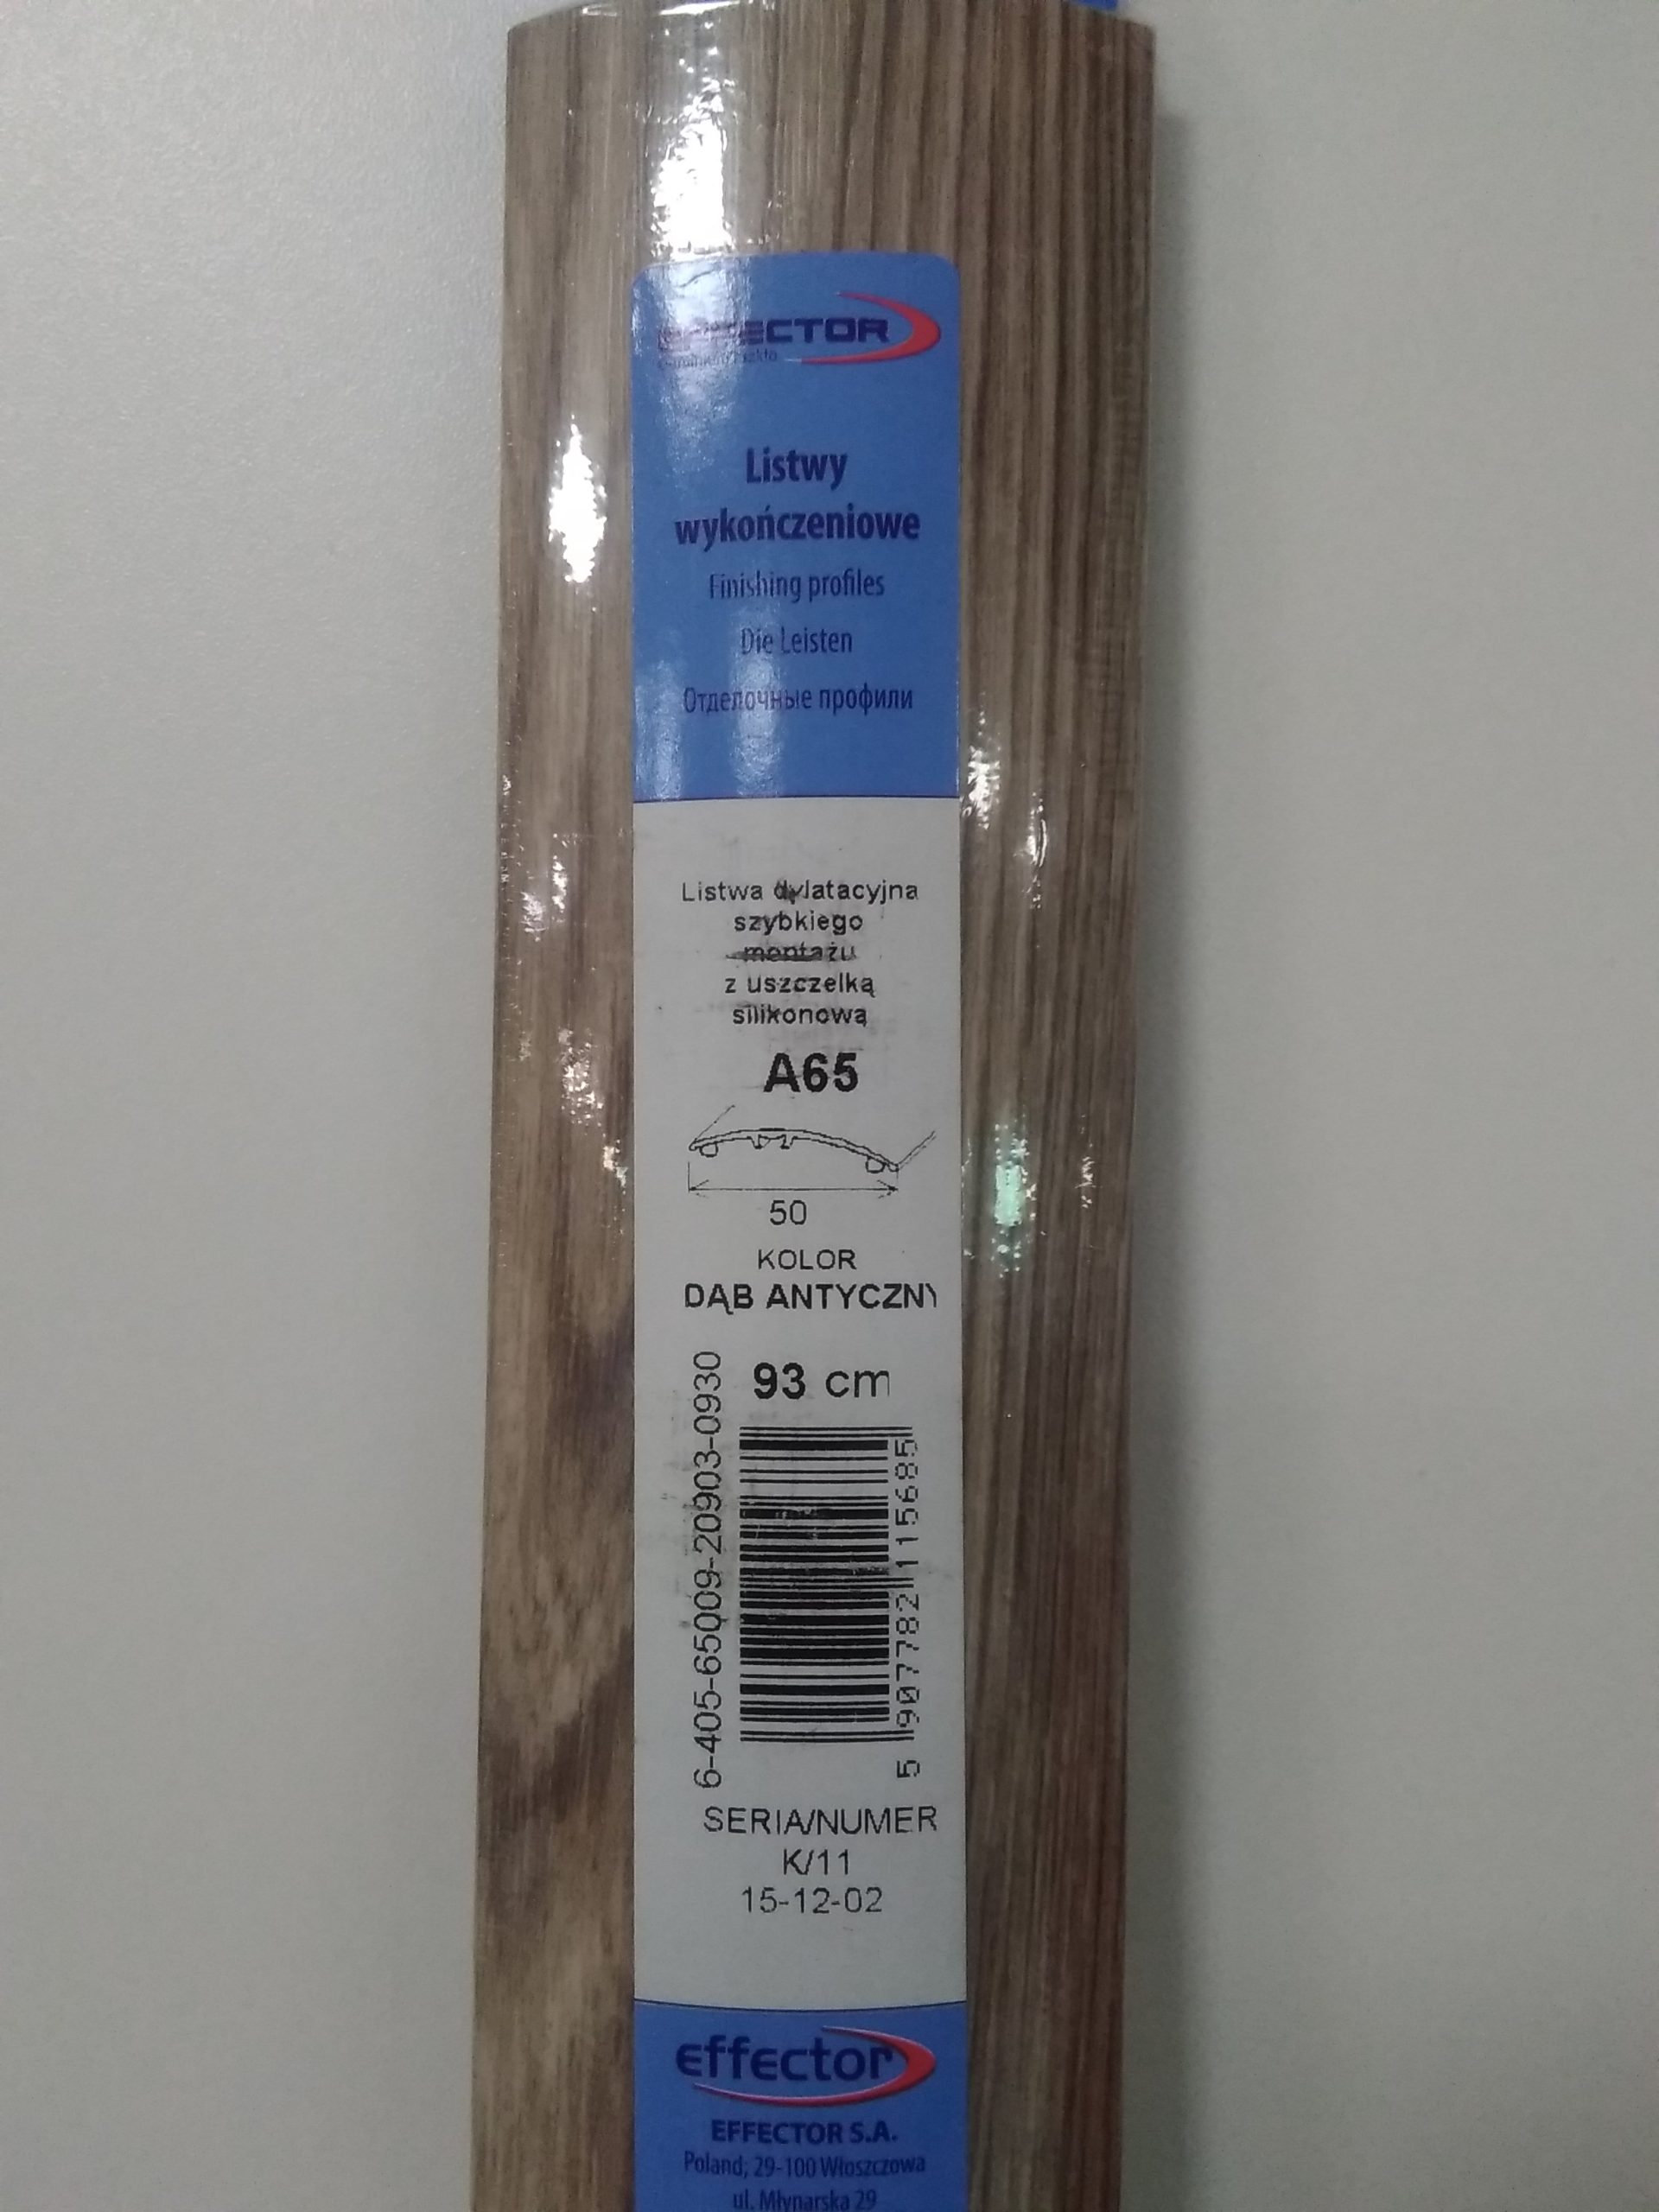 EFFECTOR
Listwy
wykończeniowe
Finishing profiles
Die Leisten
Отделочные профили
Listwa dylatacyjna
szybkiego
montażu
z uszczelką
silikonową
A65
50
KOLOR
DĄB ANTYCZNY
93 cm
6-405-65009-20903-0930
5 907782 115685
SERIA/NUMER
K/11
15-12-02
effector
EFFECTOR S.A.
Poland, 29-100 Włoszczowa
ul. Młynarska 29